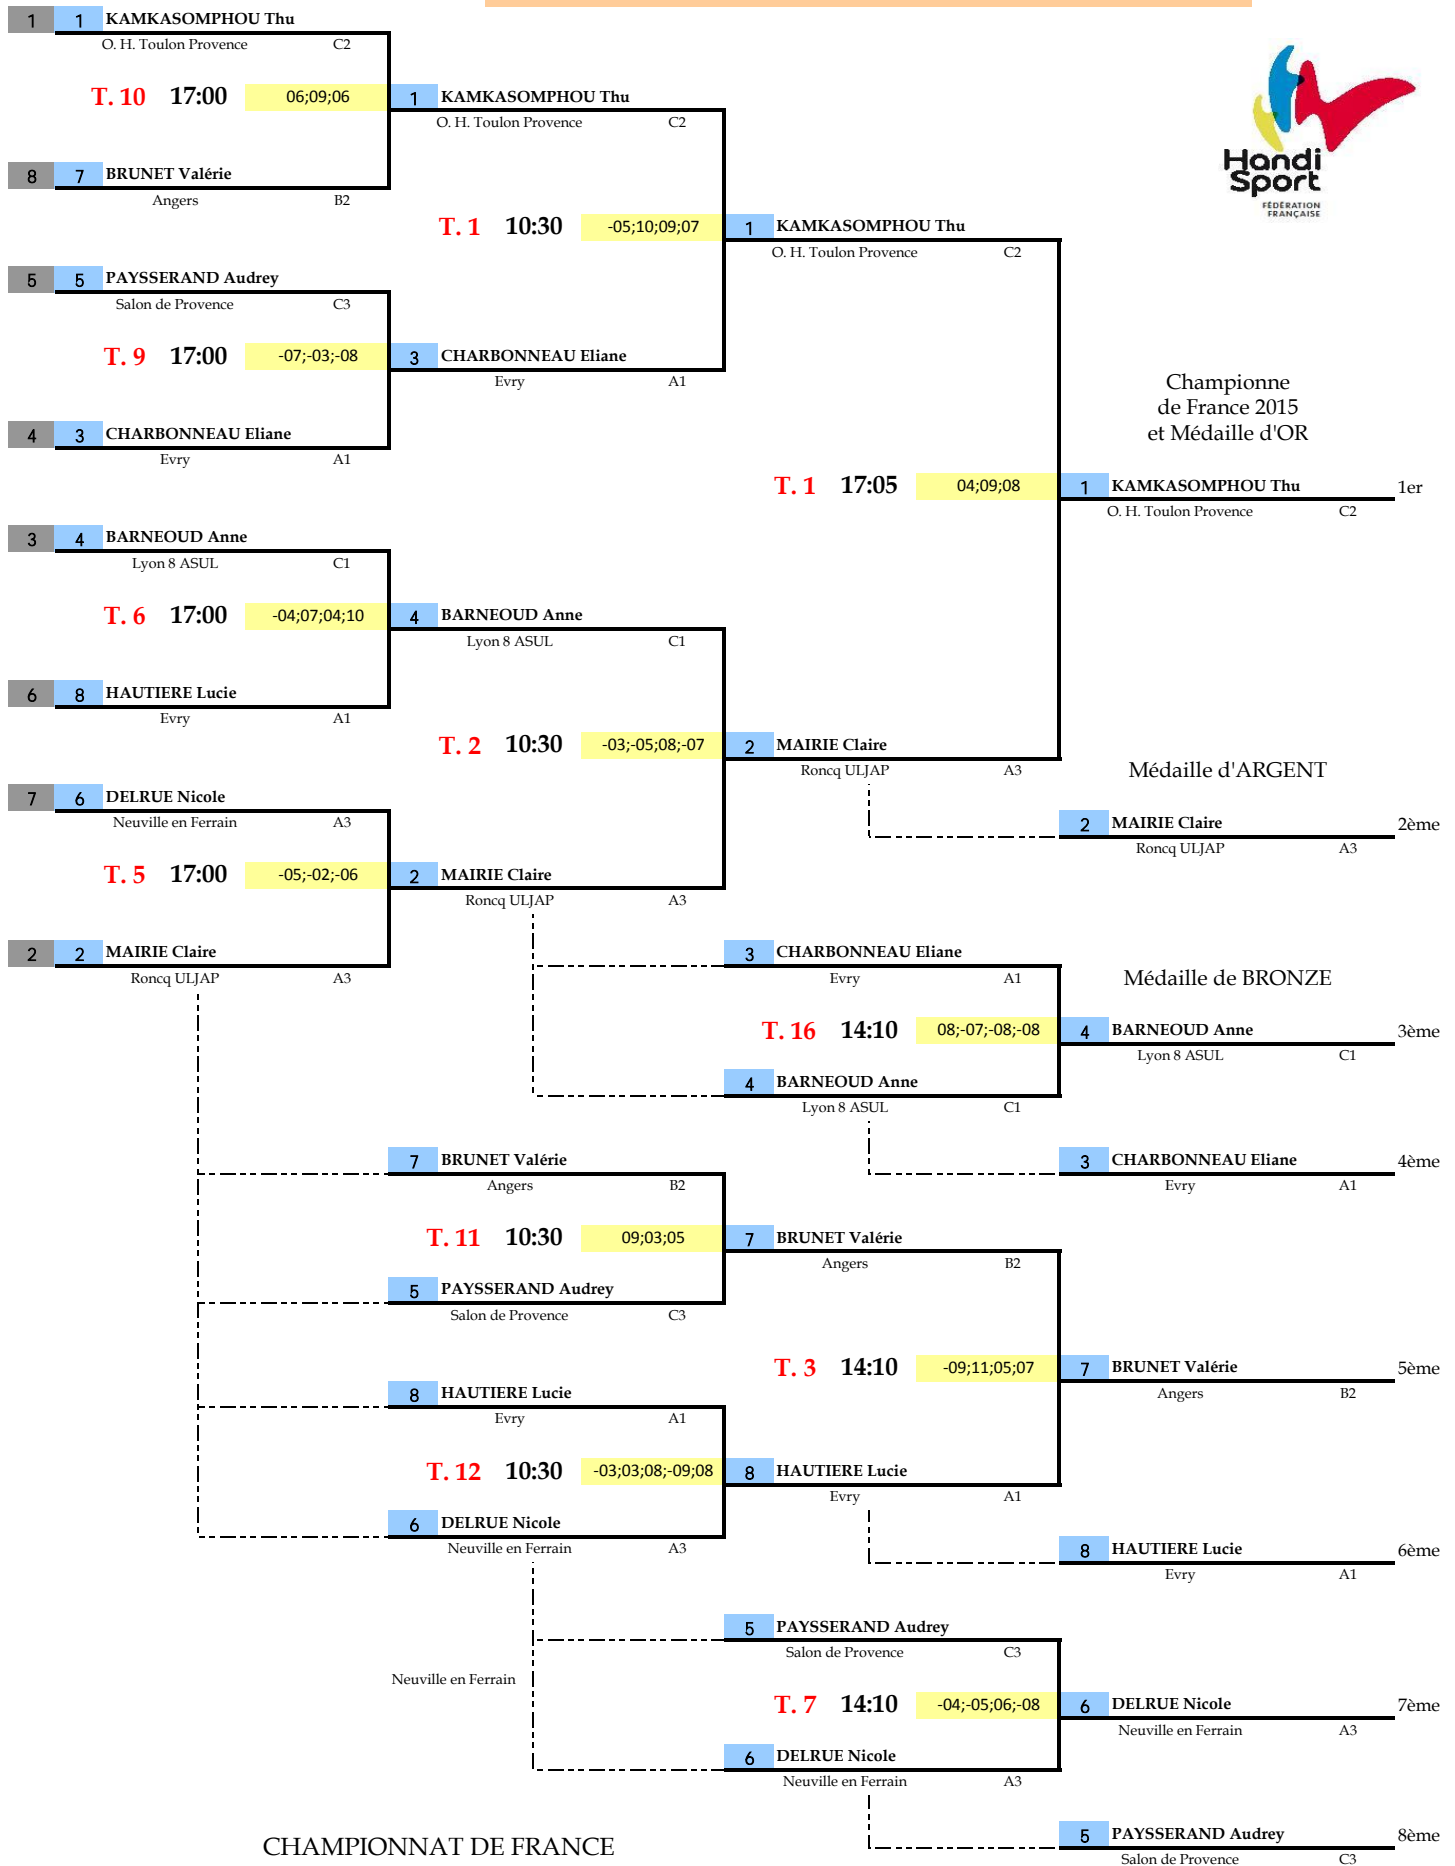 1 1 KAMKASOMPHOU Thu
O. H. Toulon Provence C2
T. 10 17:00 06;09;06 1 KAMKASOMPHOU Thu
O. H. Toulon Provence C2
Handi
Sport
FÉDÉRATION
FRANÇAISE
8 7 BRUNET Valérie
Angers B2
T. 1 10:30 -05;10;09;07 1 KAMKASOMPHOU Thu
O. H. Toulon Provence C2
5 5 PAYSSERAND Audrey
Salon de Provence C3
T. 9 17:00 -07;-03;-08 3 CHARBONNEAU Eliane
Evry A1
Championne
de France 2015
et Médaille d'OR
4 3 CHARBONNEAU Eliane
Evry A1
T. 1 17:05 04;09;08 1 KAMKASOMPHOU Thu 1er
O. H. Toulon Provence C2
3 4 BARNEOUD Anne
Lyon 8 ASUL C1
T. 6 17:00 -04;07;04;10 4 BARNEOUD Anne
Lyon 8 ASUL C1
6 8 HAUTIERE Lucie
Evry A1
T. 2 10:30 -03;-05;08;-07 2 MAIRIE Claire
Roncq ULJAP A3
Médaille d'ARGENT
7 6 DELRUE Nicole
Neuville en Ferrain A3
2 MAIRIE Claire 2ème
Roncq ULJAP A3
T. 5 17:00 -05;-02;-06 2 MAIRIE Claire
Roncq ULJAP A3
2 2 MAIRIE Claire
Roncq ULJAP A3
3 CHARBONNEAU Eliane
Evry A1
Médaille de BRONZE
T. 16 14:10 08;-07;-08;-08 4 BARNEOUD Anne 3ème
Lyon 8 ASUL C1
4 BARNEOUD Anne
Lyon 8 ASUL C1
7 BRUNET Valérie
Angers B2
3 CHARBONNEAU Eliane 4ème
Evry A1
T. 11 10:30 09;03;05 7 BRUNET Valérie
Angers B2
5 PAYSSERAND Audrey
Salon de Provence C3
T. 3 14:10 -09;11;05;07 7 BRUNET Valérie 5ème
Angers B2
8 HAUTIERE Lucie
Evry A1
T. 12 10:30 -03;03;08;-09;08 8 HAUTIERE Lucie
Evry A1
6 DELRUE Nicole
Neuville en Ferrain A3
8 HAUTIERE Lucie 6ème
Evry A1
5 PAYSSERAND Audrey
Salon de Provence C3
Neuville en Ferrain
T. 7 14:10 -04;-05;06;-08 6 DELRUE Nicole 7ème
Neuville en Ferrain A3
6 DELRUE Nicole
Neuville en Ferrain A3
CHAMPIONNAT DE FRANCE
5 PAYSSERAND Audrey 8ème
Salon de Provence C3